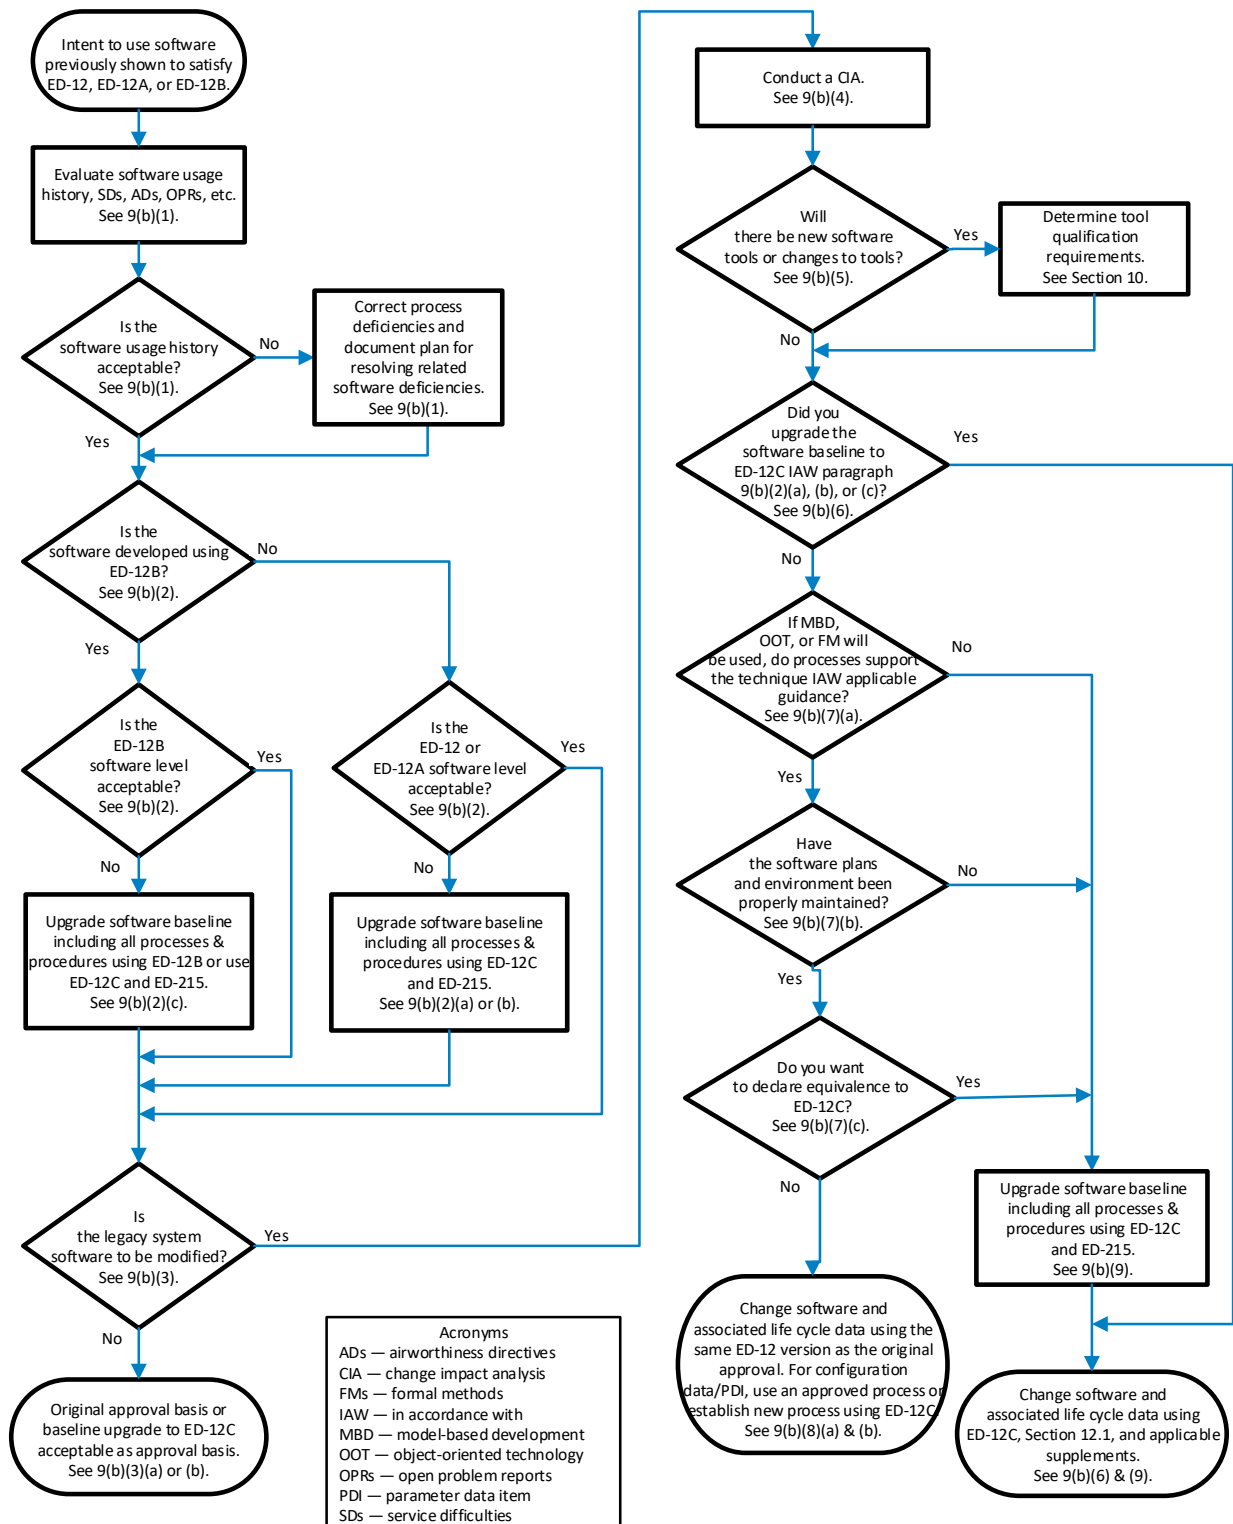 Intent to use software
previously shown to satisfy
ED-12, ED-12A, or ED-12B.
Evaluate software usage
history, SDs, ADs, OPRs, etc.
See 9(b)(1).
Is the
software usage history
acceptable?
See 9(b)(1).
No
Correct process
deficiencies and
document plan for
resolving related
software deficiencies.
See 9(b)(1).
Yes
Is the
software developed using
ED-12B?
See 9(b)(2).
No
Yes
Is the
ED-12B
software level
acceptable?
See 9(b)(2).
Yes
No
Is the
ED-12 or
ED-12A software level
acceptable?
See 9(b)(2).
Yes
No
Upgrade software baseline
including all processes &
procedures using ED-12B or use
ED-12C and ED-215.
See 9(b)(2)(c).
Upgrade software baseline
including all processes &
procedures using ED-12C
and ED-215.
See 9(b)(2)(a) or (b).
Is
the legacy system
software to be modified?
See 9(b)(3).
Yes
No
Original approval basis or
baseline upgrade to ED-12C
acceptable as approval basis.
See 9(b)(3)(a) or (b).
Acronyms
ADs — airworthiness directives
CIA — change impact analysis
FMs — formal methods
IAW — in accordance with
MBD — model-based development
OOT — object-oriented technology
OPRs — open problem reports
PDI — parameter data item
SDs — service difficulties
Conduct a CIA.
See 9(b)(4).
Will
there be new software
tools or changes to tools?
See 9(b)(5).
Yes
Determine tool
qualification
requirements.
See Section 10.
No
Did you
upgrade the
software baseline to
ED-12C IAW paragraph
9(b)(2)(a), (b), or (c)?
See 9(b)(6).
Yes
No
If MBD,
OOT, or FM will
be used, do processes support
the technique IAW applicable
guidance?
See 9(b)(7)(a).
No
Yes
Have
the software plans
and environment been
properly maintained?
See 9(b)(7)(b).
No
Yes
Do you want
to declare equivalence to
ED-12C?
See 9(b)(7)(c).
Yes
No
Upgrade software baseline
including all processes &
procedures using ED-12C
and ED-215.
See 9(b)(9).
Change software and
associated life cycle data using the
same ED-12 version as the original
approval. For configuration
data/PDI, use an approved process or
establish new process using ED-12C.
See 9(b)(8)(a) & (b).
Change software and
associated life cycle data using
ED-12C, Section 12.1, and applicable
supplements.
See 9(b)(6) & (9).